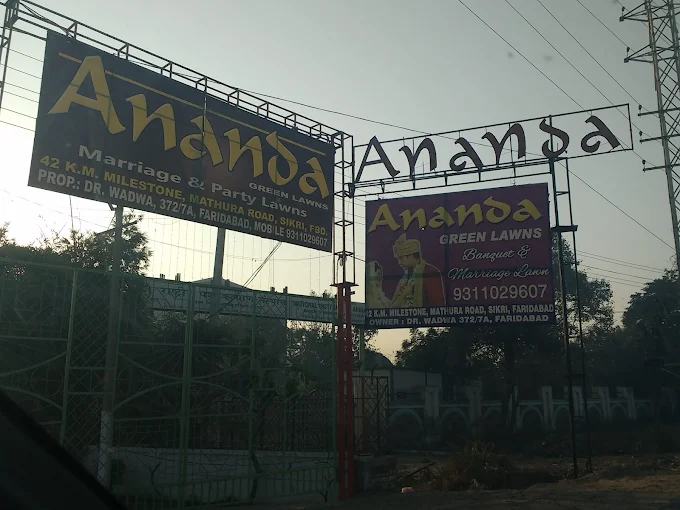 Ananda
GREEN LAWNS
Marriage & Party Lawns
42 K.M. MILESTONE, MATHURA ROAD, SIKRI, FBD.
PROP.: DR. WADWA, 372/7A, FARIDABAD, MOBILE 9311029607
Ananda
Ananda
GREEN LAWNS
Banquet &
Marriage Lawn
9311029607
42 K.M. MILESTONE, MATHURA ROAD, SIKRI, FARIDABAD
OWNER : DR. WADWA 372/7A, FARIDABAD